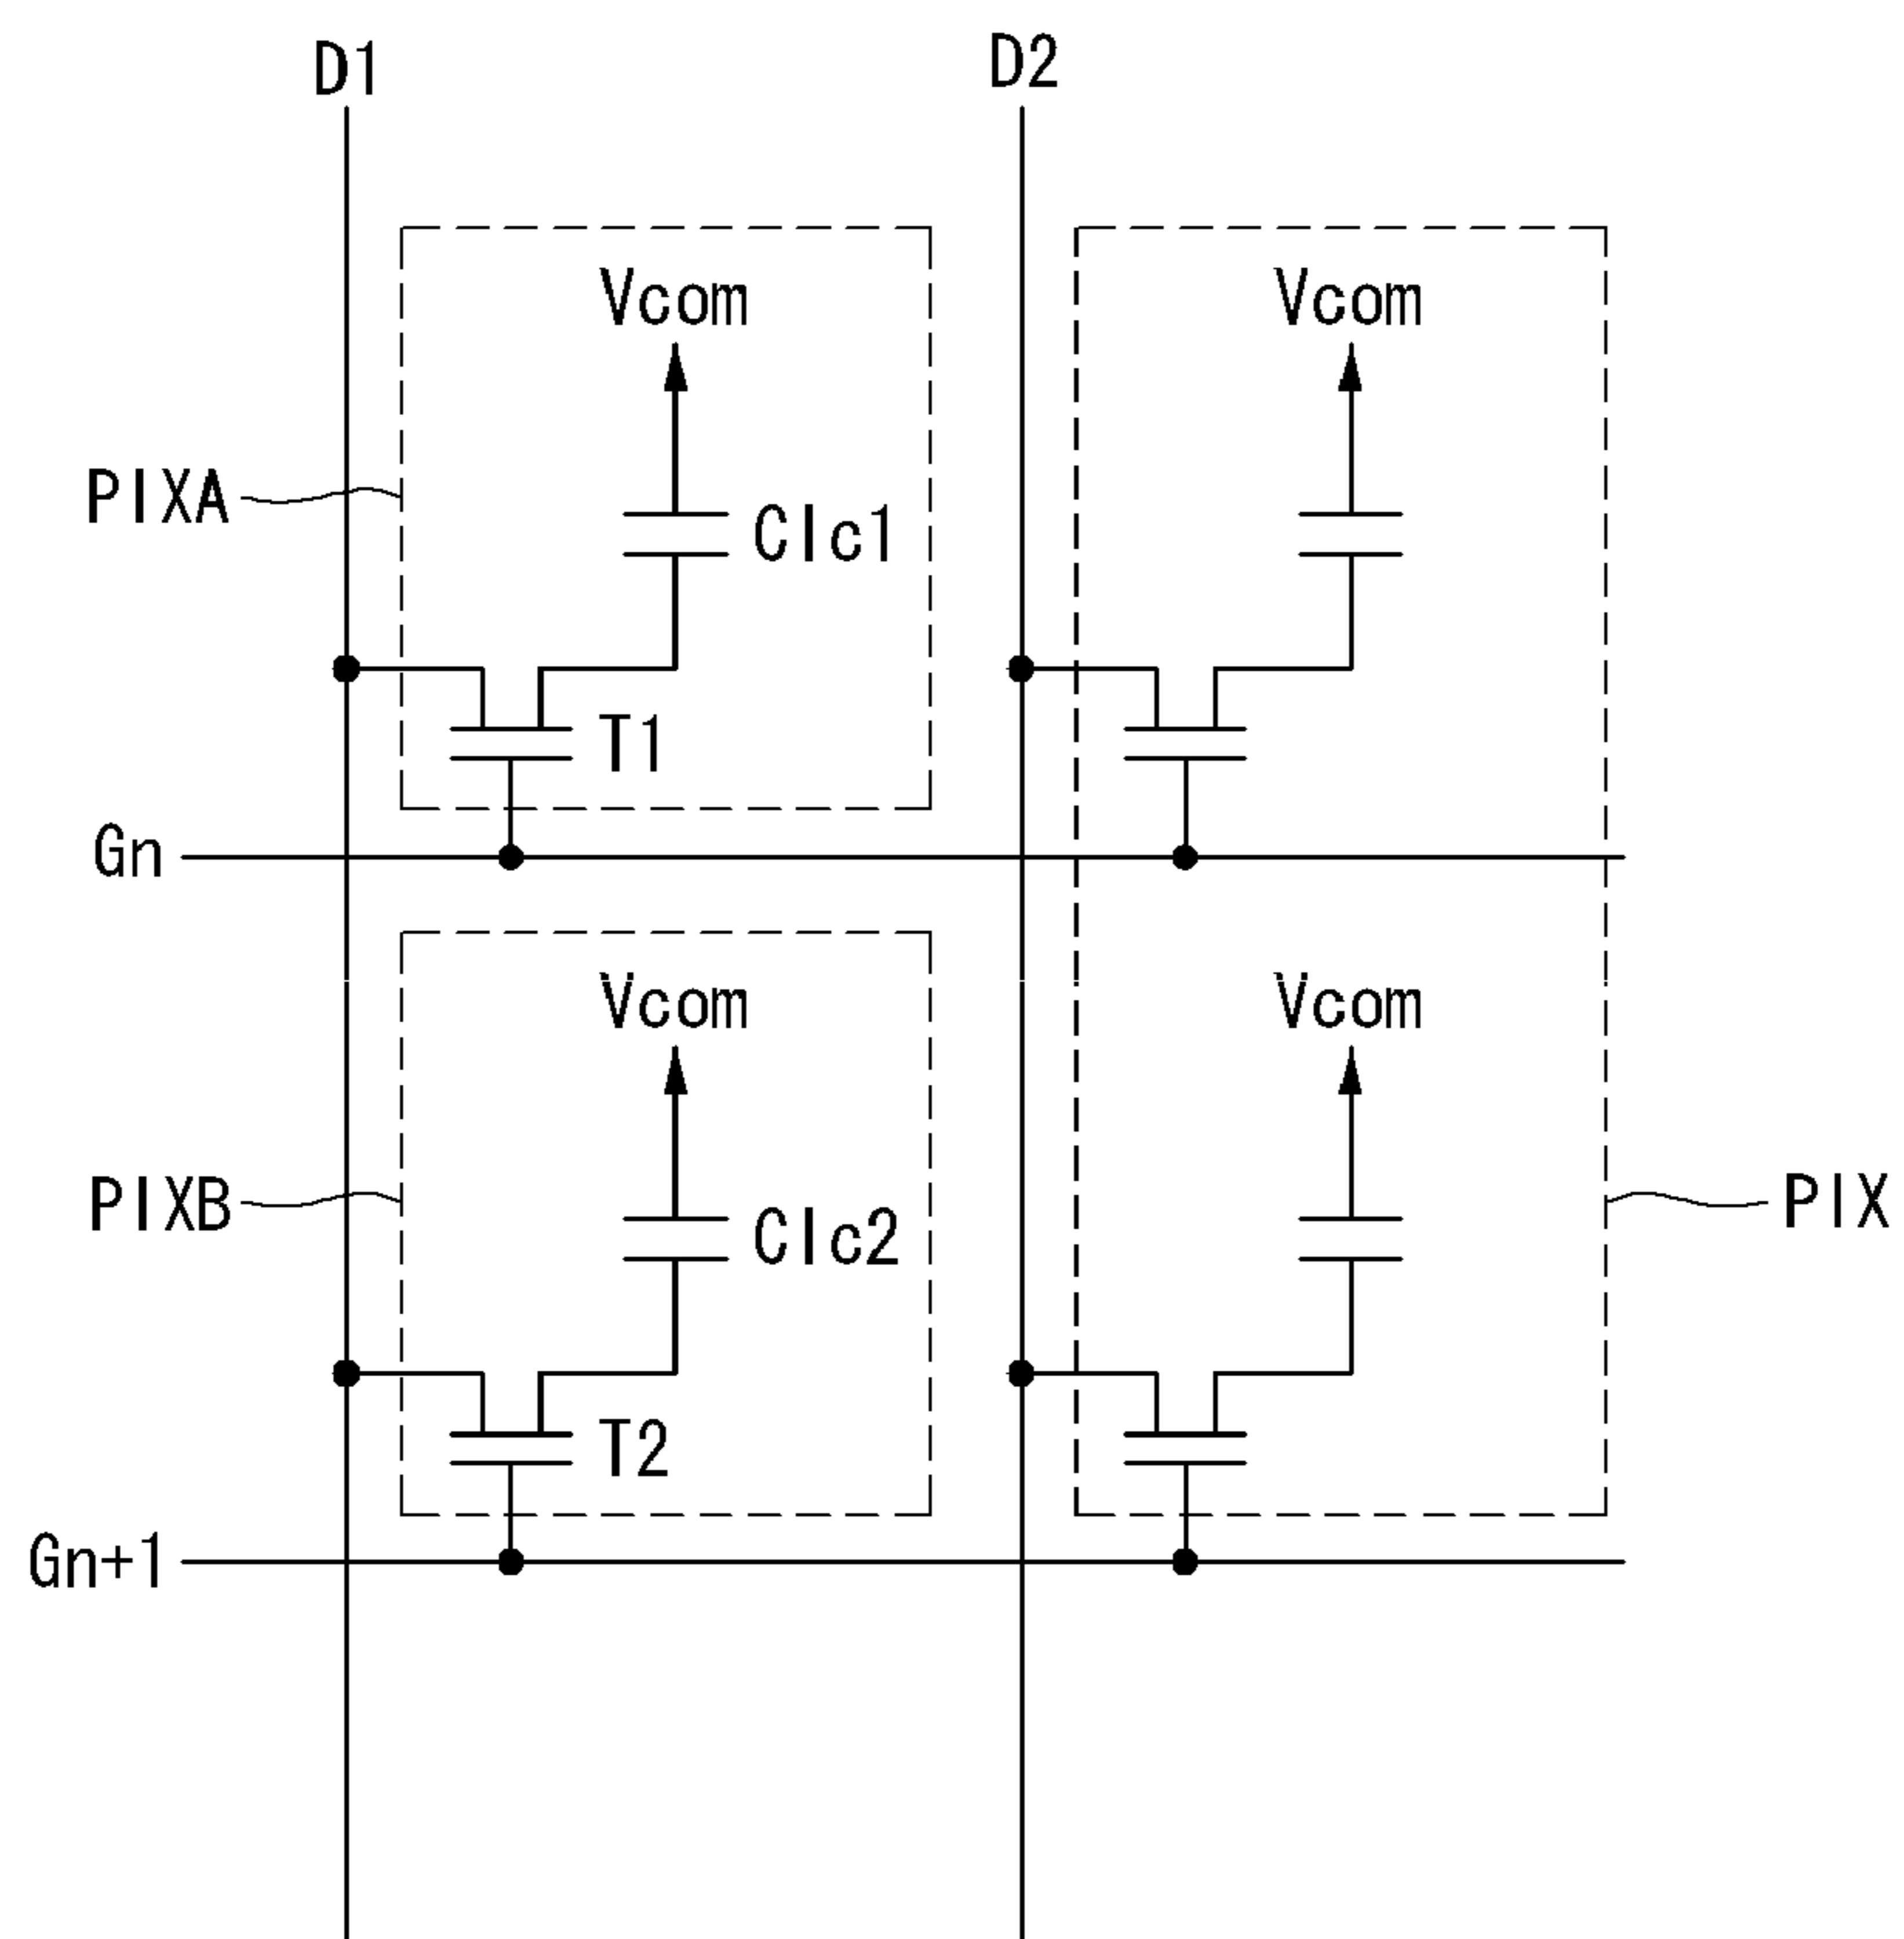 D1
D2
Vcom
Vcom
PIXA
Clc1
T1
Gn
Vcom
Vcom
PIXB
Clc2
PIX
T2
Gn+1